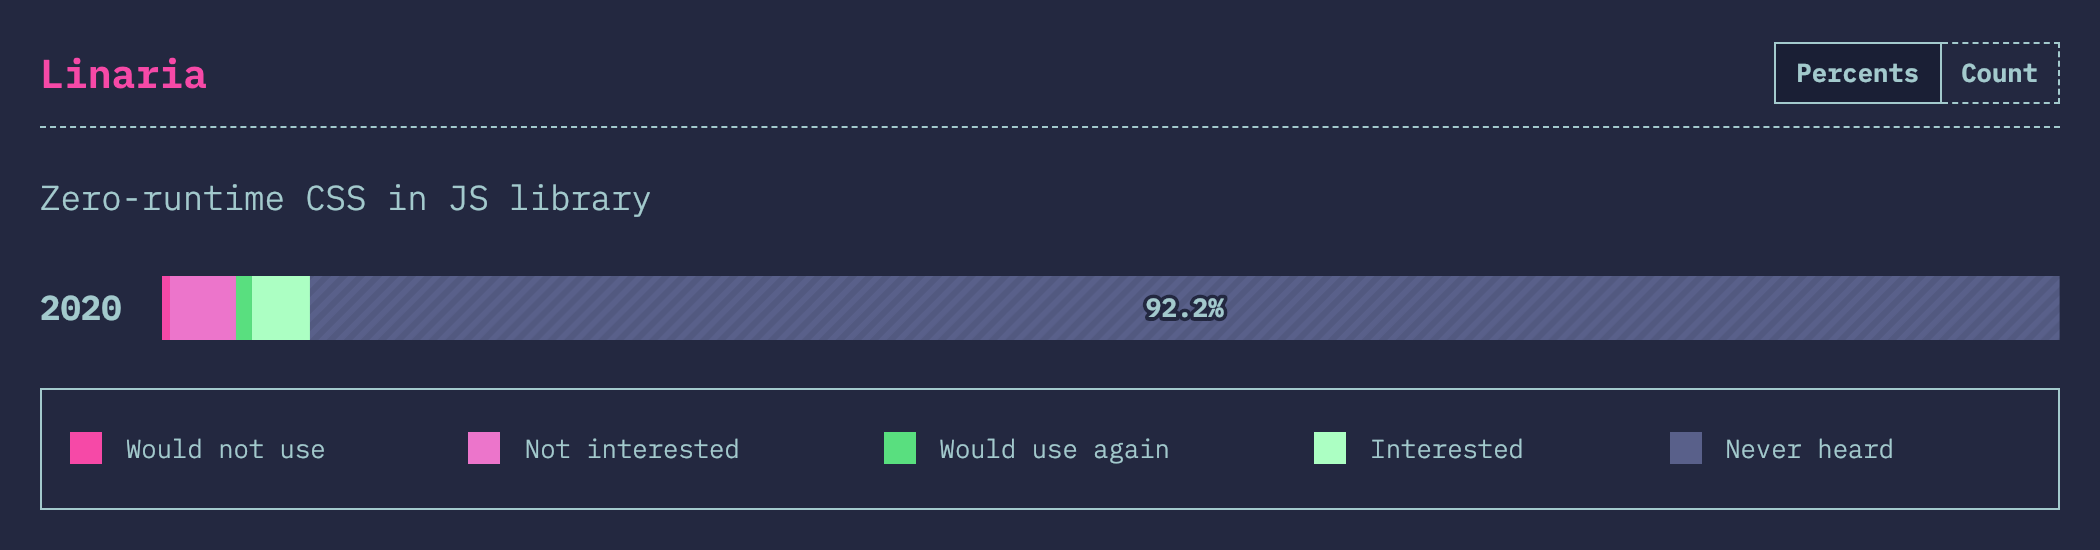 Linaria
Percents Count
Zero-runtime CSS in JS library
2020 92.2%
Would not use Not interested Would use again Interested Never heard